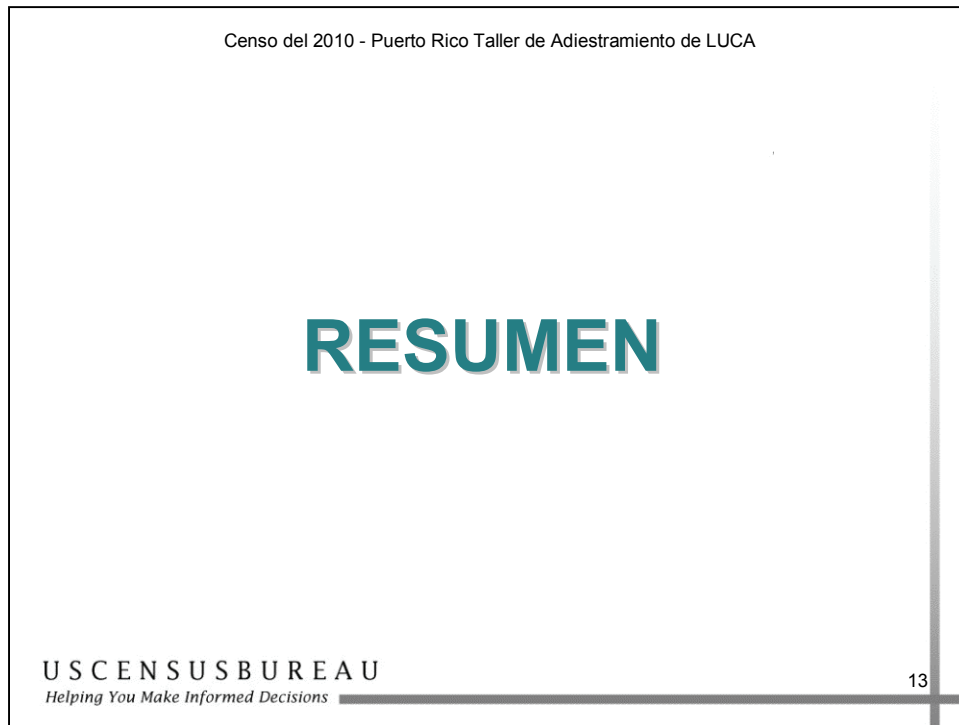 Censo del 2010 - Puerto Rico Taller de Adiestramiento de LUCA
RESUMEN
USCENSUSBUREAU
Helping You Make Informed Decisions
13